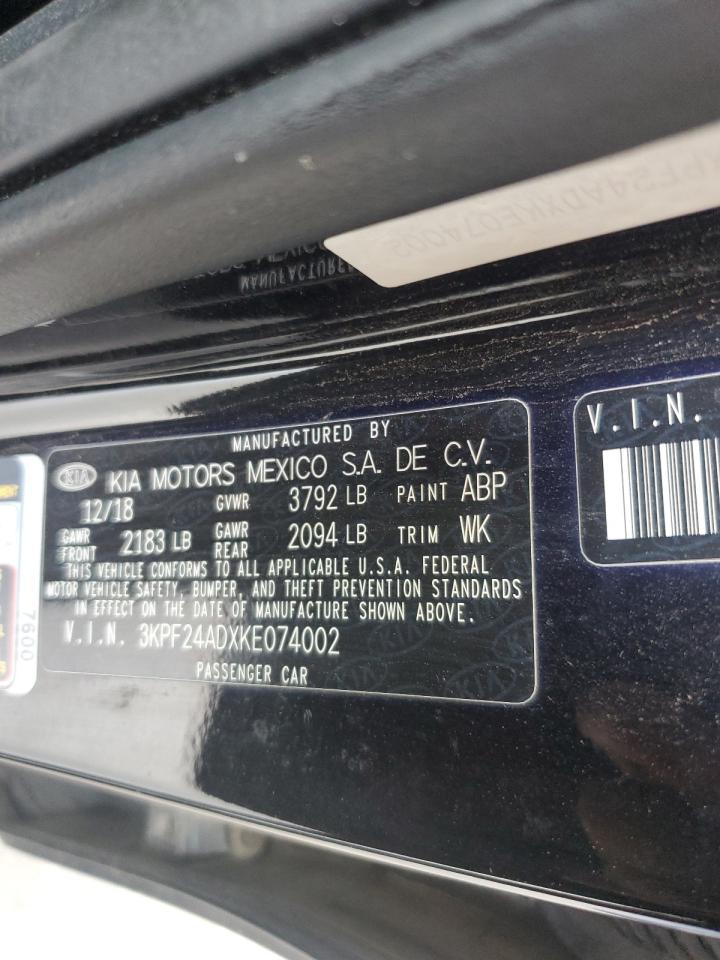 MANUFACTURED BY
KIA KIA MOTORS MEXICO S.A. DE C.V.
12/18 GVWR 3792 LB PAINT ABP
GAWR FRONT 2183 LB GAWR REAR 2094 LB TRIM WK
THIS VEHICLE CONFORMS TO ALL APPLICABLE U.S.A. FEDERAL
MOTOR VEHICLE SAFETY, BUMPER, AND THEFT PREVENTION STANDARDS
IN EFFECT ON THE DATE OF MANUFACTURE SHOWN ABOVE.
V.I.N. 3KPF24ADXKE074002
PASSENGER CAR
V.I.N.
7600